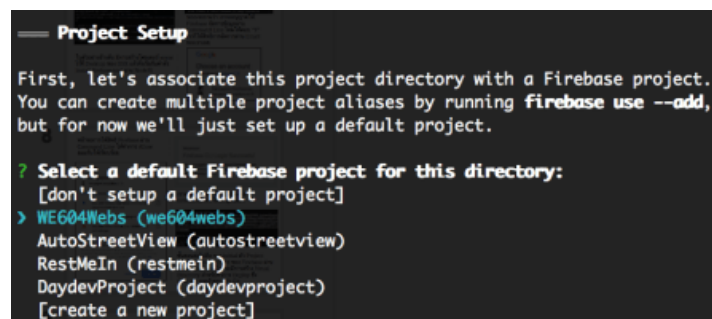 === Project Setup
First, let's associate this project directory with a Firebase project.
You can create multiple project aliases by running firebase use --add,
but for now we'll just set up a default project.
? Select a default Firebase project for this directory:
[don't setup a default project]
❯ WE604Webs (we604webs)
AutoStreetView (autostreetview)
RestMeIn (restmein)
DaydevProject (daydevproject)
[create a new project]